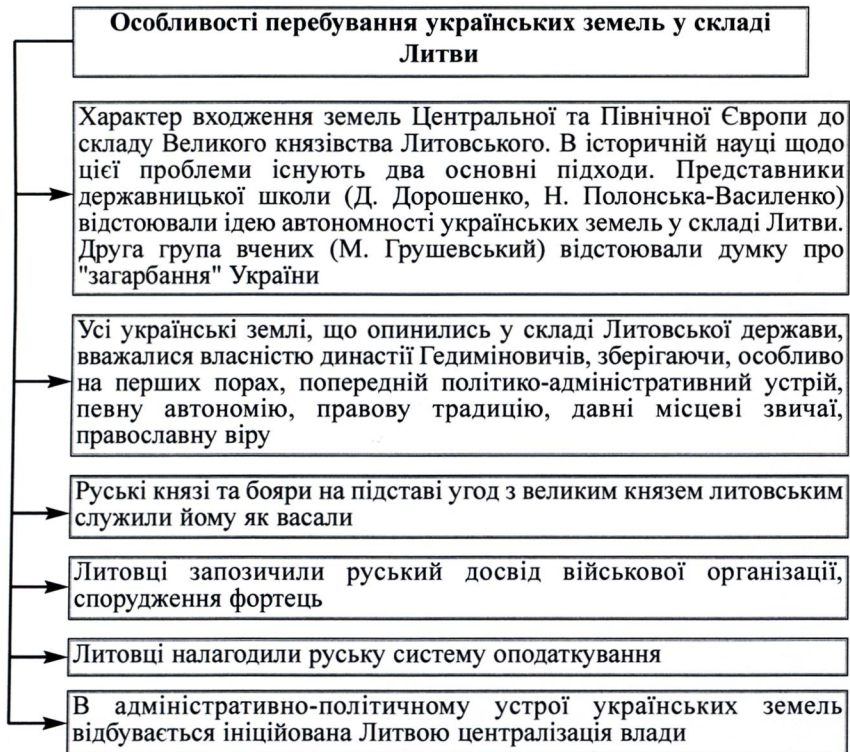 Особливості перебування українських земель у складі
Литви
Характер входження земель Центральної та Північної Європи до
складу Великого князівства Литовського. В історичній науці щодо
цієї проблеми існують два основні підходи. Представники
державницької школи (Д. Дорошенко, Н. Полонська-Василенко)
відстоювали ідею автономності українських земель у складі Литви.
Друга група вчених (М. Грушевський) відстоювали думку про
"загарбання" України
Усі українські землі, що опинились у складі Литовської держави,
вважалися власністю династії Гедиміновичів, зберігаючи, особливо
на перших порах, попередній політико-адміністративний устрій,
певну автономію, правову традицію, давні місцеві звичаї,
православну віру
Руські князі та бояри на підставі угод з великим князем литовським
служили йому як васали
Литовці запозичили руський досвід військової організації,
спорудження фортець
Литовці налагодили руську систему оподаткування
В адміністративно-політичному устрої українських земель
відбувається ініційована Литвою централізація влади